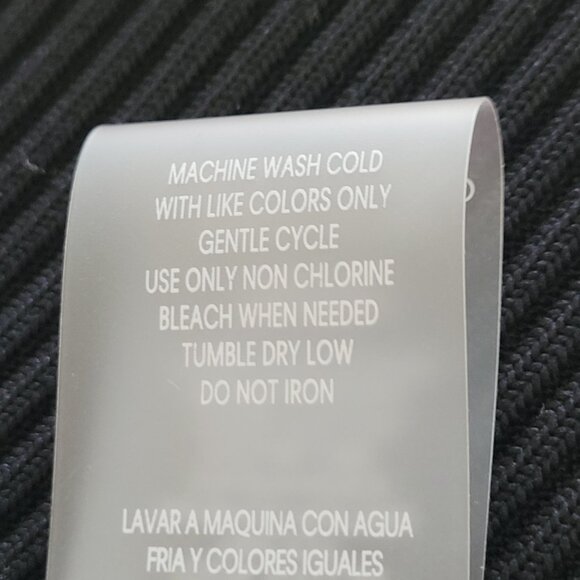 MACHINE WASH COLD
WITH LIKE COLORS ONLY
GENTLE CYCLE
USE ONLY NON CHLORINE
BLEACH WHEN NEEDED
TUMBLE DRY LOW
DO NOT IRON
LAVAR A MAQUINA CON AGUA
FRIA Y COLORES IGUALES